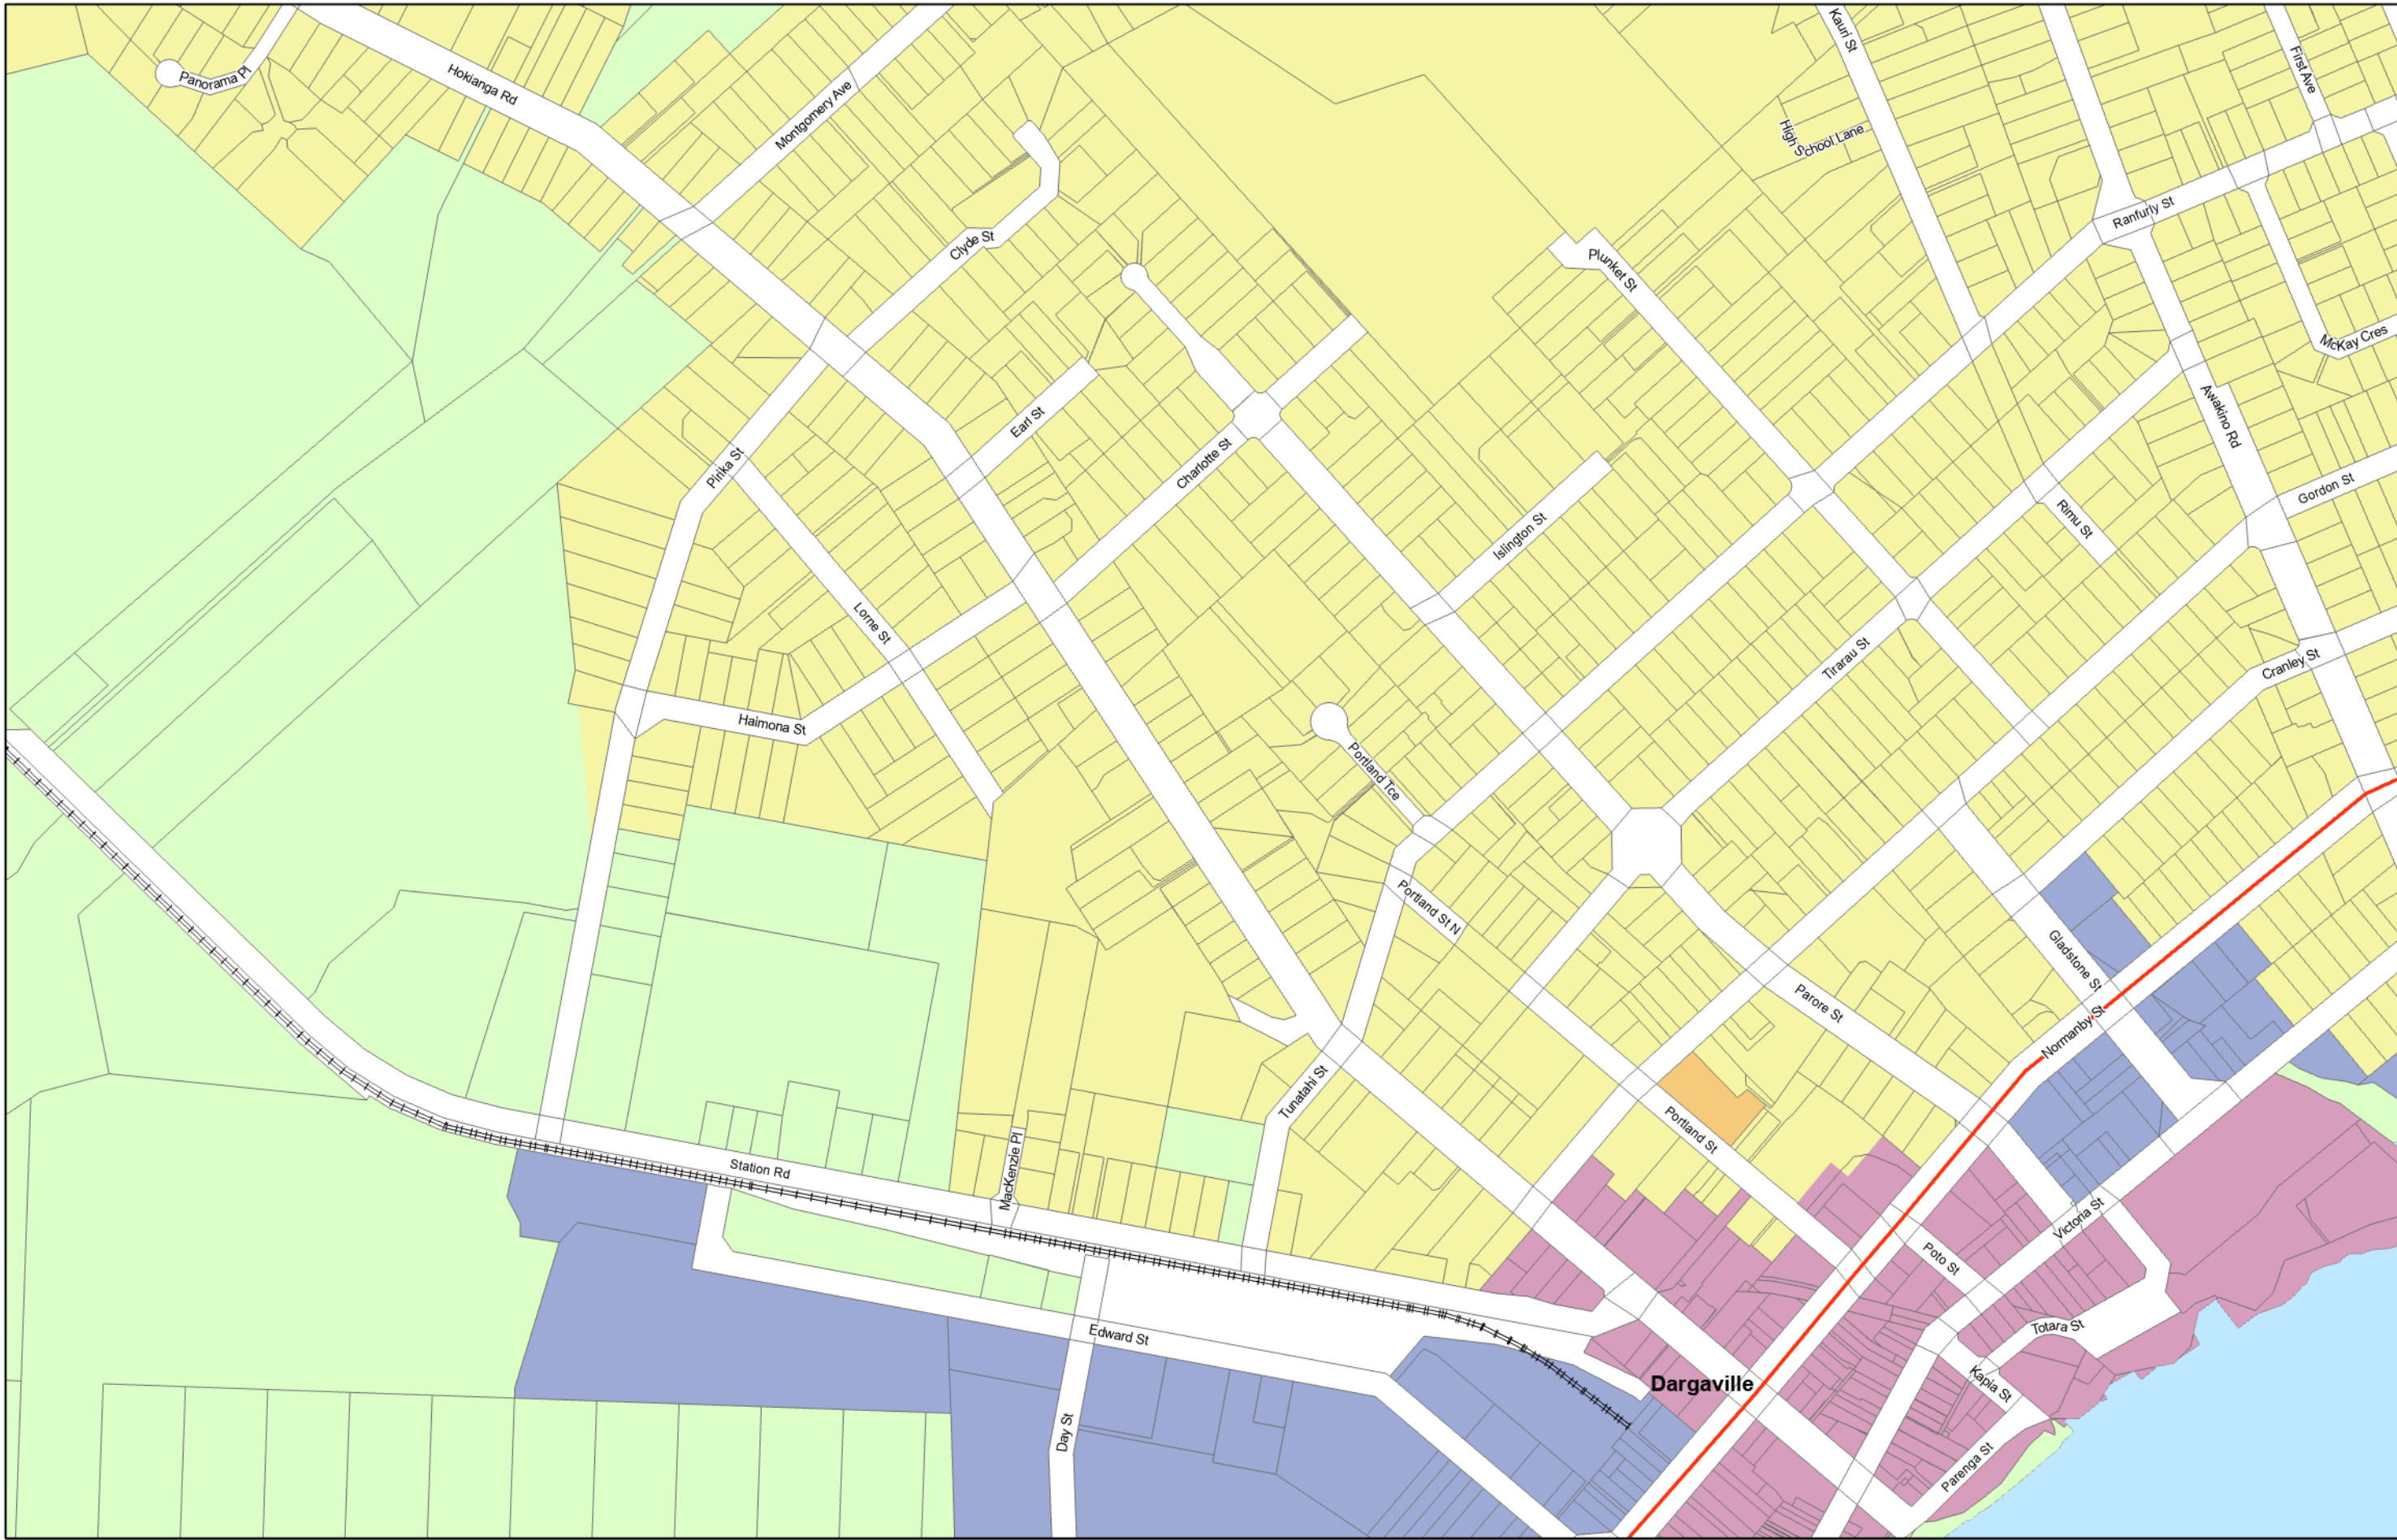 Kauri St
First Ave
Panorama Pl
Hokianga Rd
Montgomery Ave
High School Lane
Ranfurly St
Clyde St
Plunket St
McKay Cres
Earl St
Awakino Rd
Charlotte St
Pirika St
Gordon St
Islington St
Rimu St
Lorne St
Tirarau St
Cranley St
Haimona St
Portland Tce
Portland St N
Gladstone St
Parore St
Normanby St
Tunatahi St
Portland St
Station Rd
MacKenzie Pl
Victoria St
Poto St
Edward St
Totara St
Dargaville
Kapia St
Day St
Parenga St